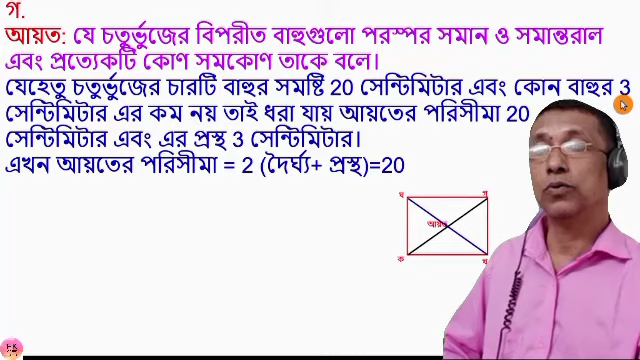 গ.
আয়ত: যে চতুর্ভুজের বিপরীত বাহুগুলো পরস্পর সমান ও সমান্তরাল
এবং প্রত্যেকটি কোণ সমকোণ তাকে বলে।
যেহেতু চতুর্ভুজের চারটি বাহুর সমষ্টি 20 সেন্টিমিটার এবং কোন বাহুর 3
সেন্টিমিটার এর কম নয় তাই ধরা যায় আয়তের পরিসীমা 20
সেন্টিমিটার এবং এর প্রস্থ 3 সেন্টিমিটার।
এখন আয়তের পরিসীমা = 2 (দৈর্ঘ্য+ প্রস্থ)=20
ঘ গ
আয়ত
ক খ